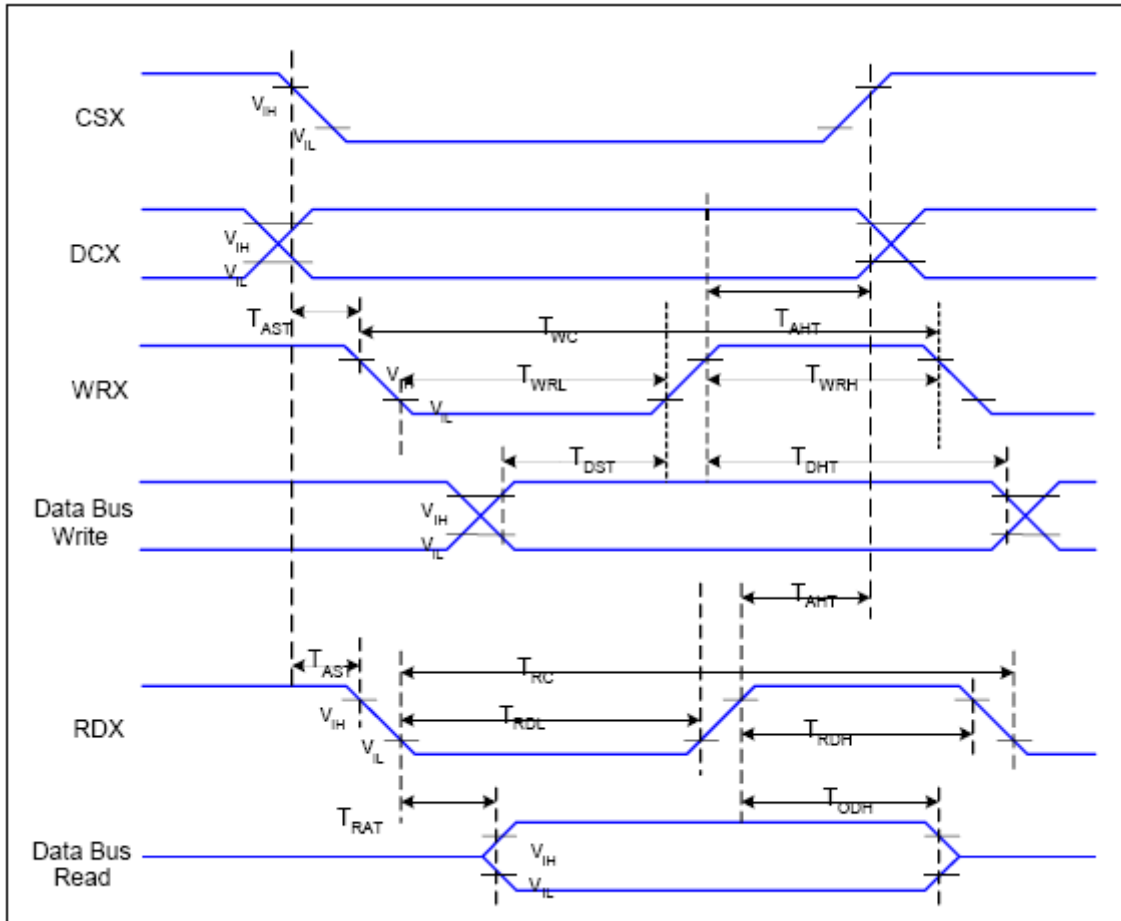 CSX
VIH
VIL
DCX
VIH
VIL
TAST
TWC
TAHT
WRX
VIH
VIL
TWRL
TWRH
TDST
TDHT
Data Bus
Write
VIH
VIL
TAHT
TAST
TRC
RDX
VIH
VIL
TRDL
TRDH
TRAT
TODH
Data Bus
Read
VIH
VIL